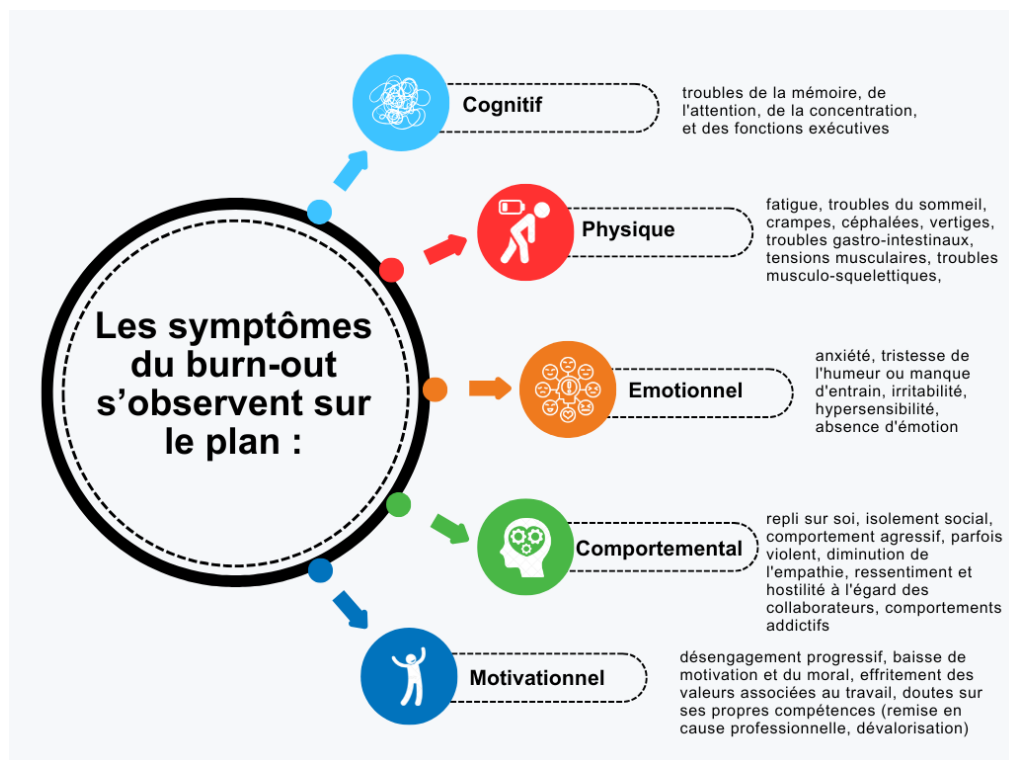 Les symptômes
du burn-out
s'observent sur
le plan :
Cognitif
troubles de la mémoire, de
l'attention, de la concentration,
et des fonctions exécutives
Physique
fatigue, troubles du sommeil,
crampes, céphalées, vertiges,
troubles gastro-intestinaux,
tensions musculaires, troubles
musculo-squelettiques,
Emotionnel
anxiété, tristesse de
l'humeur ou manque
d'entrain, irritabilité,
hypersensibilité,
absence d'émotion
Comportemental
repli sur soi, isolement social,
comportement agressif, parfois
violent, diminution de
l'empathie, ressentiment et
hostilité à l'égard des
collaborateurs, comportements
addictifs
Motivationnel
désengagement progressif, baisse de
motivation et du moral, effritement des
valeurs associées au travail, doutes sur
ses propres compétences (remise en
cause professionnelle, dévalorisation)